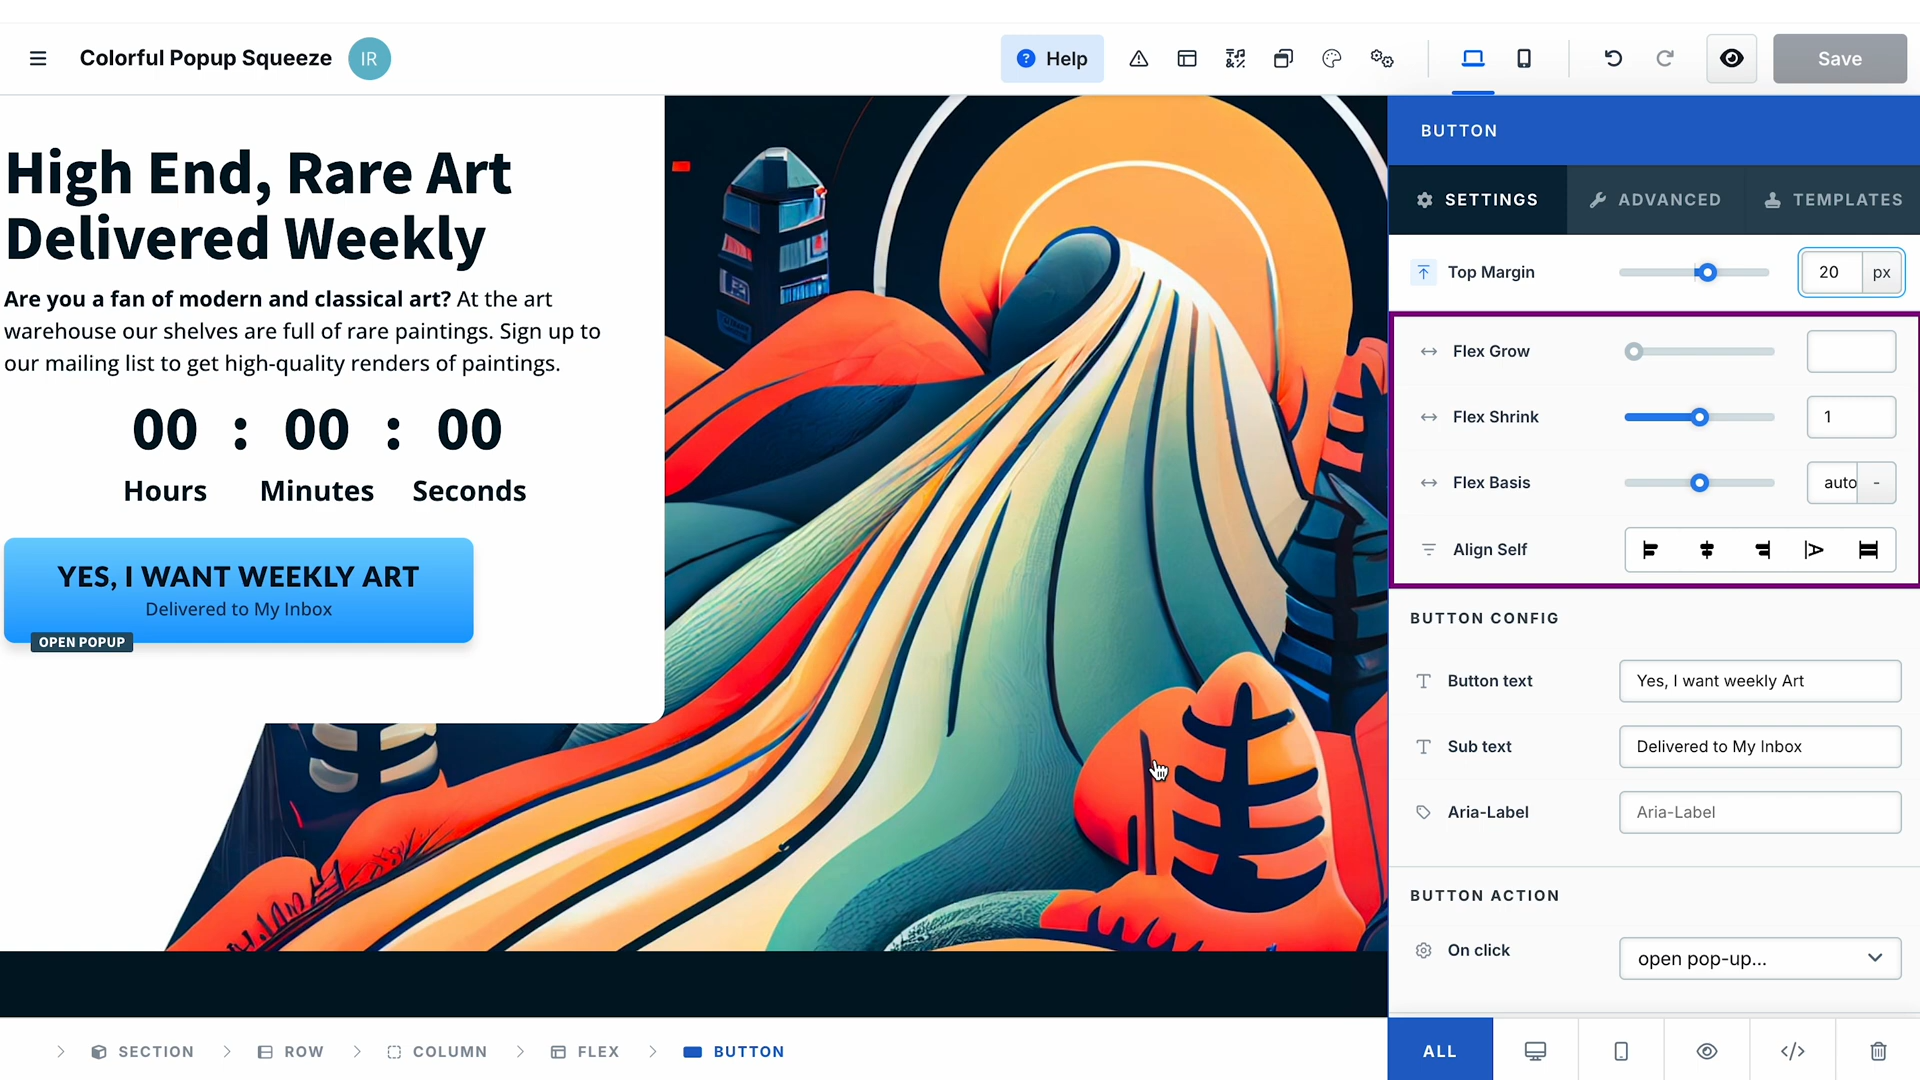 Colorful Popup Squeeze
IR
Help
Save
High End, Rare Art
Delivered Weekly
Are you a fan of modern and classical art? At the art
warehouse our shelves are full of rare paintings. Sign up to
our mailing list to get high-quality renders of paintings.
00 : 00 : 00
Hours Minutes Seconds
YES, I WANT WEEKLY ART
Delivered to My Inbox
OPEN POPUP
BUTTON
SETTINGS ADVANCED TEMPLATES
Top Margin 20 px
Flex Grow
Flex Shrink 1
Flex Basis auto -
Align Self
BUTTON CONFIG
Button text Yes, I want weekly Art
Sub text Delivered to My Inbox
Aria-Label Aria-Label
BUTTON ACTION
On click open pop-up...
SECTION ROW COLUMN FLEX BUTTON
ALL